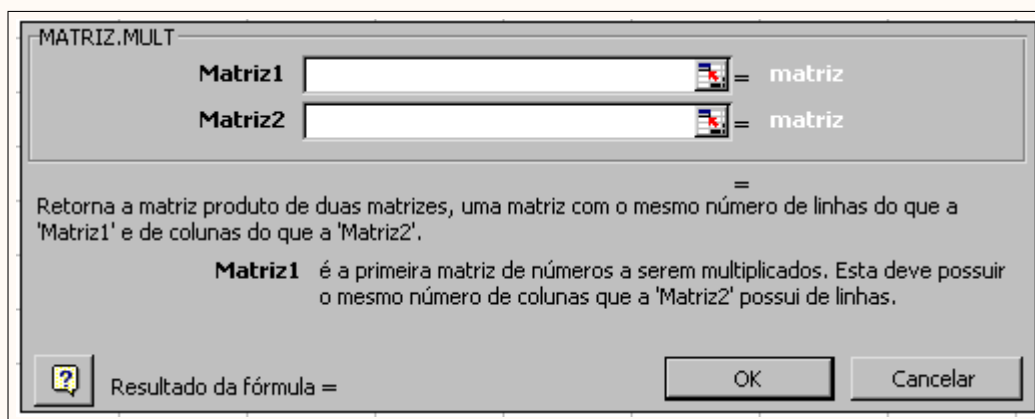 MATRIZ.MULT
Matriz1 = matriz
Matriz2 = matriz
=
Retorna a matriz produto de duas matrizes, uma matriz com o mesmo número de linhas do que a
'Matriz1' e de colunas do que a 'Matriz2'.
Matriz1 é a primeira matriz de números a serem multiplicados. Esta deve possuir
o mesmo número de colunas que a 'Matriz2' possui de linhas.
? Resultado da fórmula = OK Cancelar